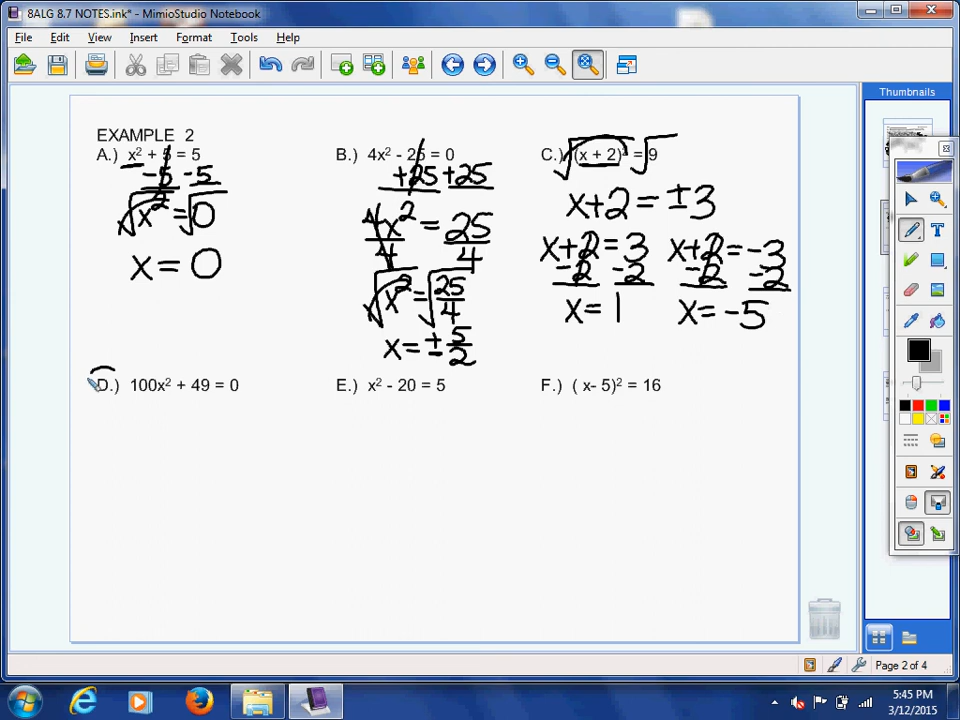 8ALG 8.7 NOTES.ink* - MimioStudio Notebook
File Edit View Insert Format Tools Help
Thumbnails
EXAMPLE 2
A.) x² + 5 = 5
-5 -5
√x² = √0
x = 0
B.) 4x² - 25 = 0
+25 +25
4x² = 25
4 4
√x² = √25/4
x = ± 5/2
C.) √(x + 2)² = √9
x+2 = ±3
x+2 = 3 x+2 = -3
-2 -2 -2 -2
x = 1 x = -5
D.) 100x² + 49 = 0
E.) x² - 20 = 5
F.) ( x- 5)² = 16
T
Page 2 of 4
5:45 PM
3/12/2015